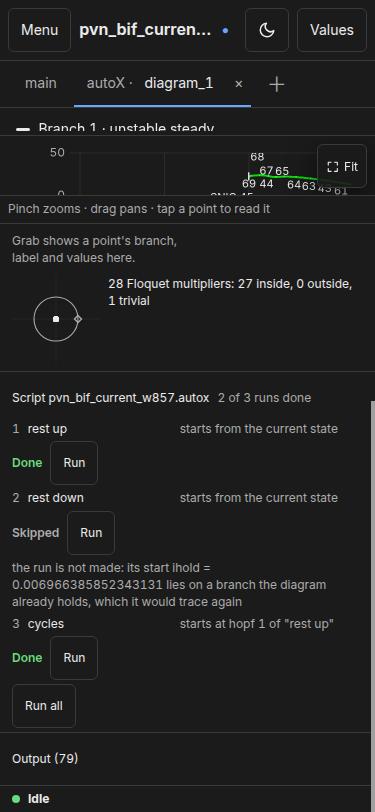 Menu pvn_bif_curren... Values
main autoX · diagram_1 ×
Branch 1 · unstable steady
50 68
6765
Fit
69 44 6463 45 61
0
Pinch zooms · drag pans · tap a point to read it
Grab shows a point's branch,
label and values here.
28 Floquet multipliers: 27 inside, 0 outside,
1 trivial
Script pvn_bif_current_w857.autox 2 of 3 runs done
1 rest up starts from the current state
Done Run
2 rest down starts from the current state
Skipped Run
the run is not made: its start ihold =
0.006966385852343131 lies on a branch the diagram
already holds, which it would trace again
3 cycles starts at hopf 1 of "rest up"
Done Run
Run all
Output (79)
Idle